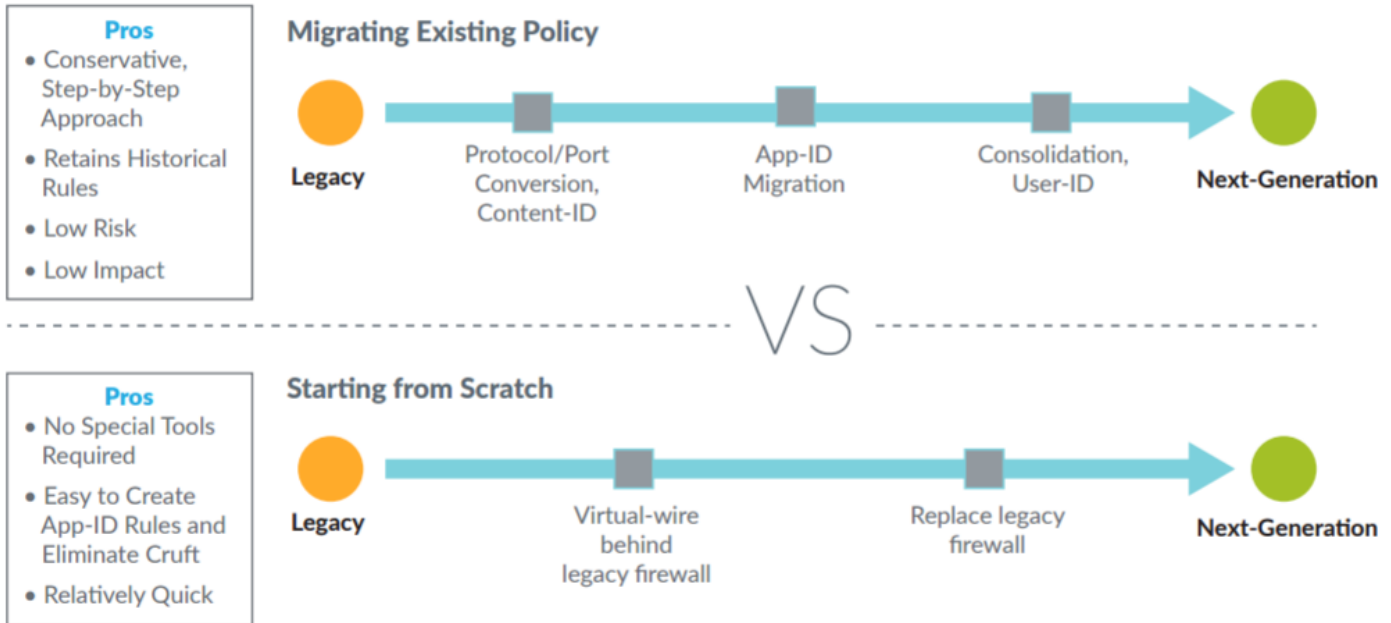 Pros
• Conservative,
Step-by-Step
Approach
• Retains Historical
Rules
• Low Risk
• Low Impact
Migrating Existing Policy
Legacy
Protocol/Port
Conversion,
Content-ID
App-ID
Migration
Consolidation,
User-ID
Next-Generation
VS
Pros
• No Special Tools
Required
• Easy to Create
App-ID Rules and
Eliminate Cruft
• Relatively Quick
Starting from Scratch
Legacy
Virtual-wire
behind
legacy firewall
Replace legacy
firewall
Next-Generation